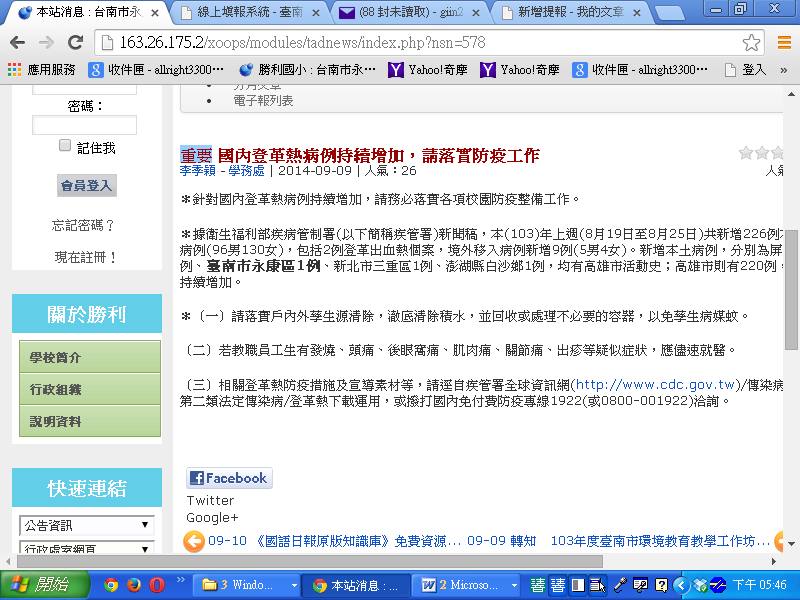 本站消息 : 台南市永
線上填報系統 - 臺南
(88 封未讀取) - giin2
新增提報 - 我的文章
163.26.175.2/xoops/modules/tadnews/index.php?nsn=578
應用服務
收件匣 - allright3300…
勝利國小 : 台南市永…
Yahoo!奇摩
Yahoo!奇摩
收件匣 - allright3300…
登入
»
密碼：
記住我
會員登入
忘記密碼？
現在註冊！
關於勝利
學校簡介
行政組織
說明資料
快速連結
公告資訊
行政處室網頁
分月文章
電子報列表
重要 國內登革熱病例持續增加，請落實防疫工作
李季穎 - 學務處 | 2014-09-09 | 人氣：26
＊針對國內登革熱病例持續增加，請務必落實各項校園防疫整備工作。
＊據衛生福利部疾病管制署(以下簡稱疾管署)新聞稿，本(103)年上週(8月19日至8月25日)共新增226例
病例(96男130女)，包括2例登革出血熱個案，境外移入病例新增9例(5男4女)。新增本土病例，分別為屏
例、臺南市永康區1例、新北市三重區1例、澎湖縣白沙鄉1例，均有高雄市活動史；高雄市則有220例，
持續增加。
＊〔一〕請落實戶內外孳生源清除，澈底清除積水，並回收或處理不必要的容器，以免孳生病媒蚊。
〔二〕若教職員工生有發燒、頭痛、後眼窩痛、肌肉痛、關節痛、出疹等疑似症狀，應儘速就醫。
〔三〕相關登革熱防疫措施及宣導素材等，請逕自疾管署全球資訊網(http://www.cdc.gov.tw)/傳染病
第二類法定傳染病/登革熱下載運用，或撥打國內免付費防疫專線1922(或0800-001922)洽詢。
Facebook
Twitter
Google+
09-10 《國語日報原版知識庫》免費資源... 09-09 轉知 103年度臺南市環境教育教學工作坊...
開始
3 Windo...
本站消息 : ...
2 Microso...
下午 05:46